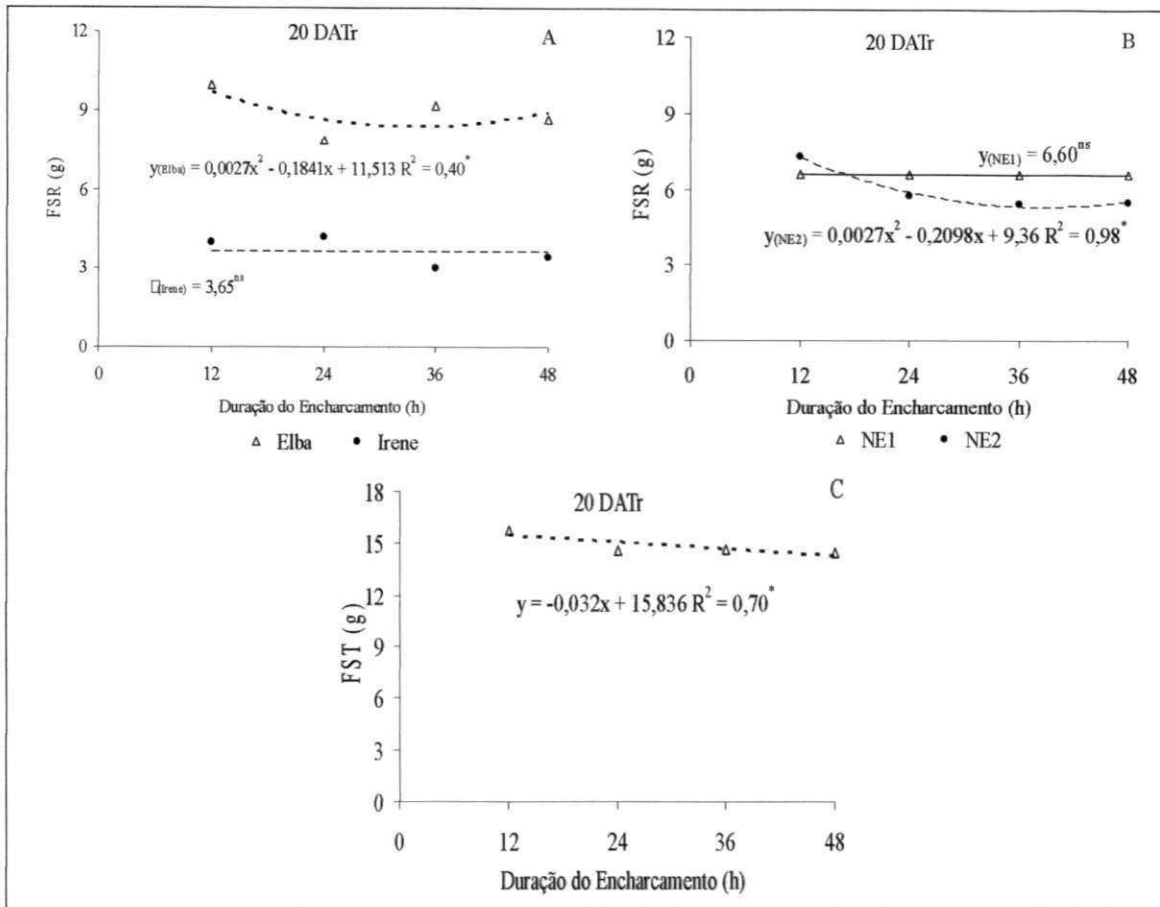 20 DATr A
12
9
6
3
0
FSR (g)
y(Elba) = 0,0027x² - 0,1841x + 11,513 R² = 0,40*
(Irene) = 3,65ns
0 12 24 36 48
Duração do Encharcamento (h)
Elba Irene
20 DATr B
12
9
6
3
0
FSR (g)
y(NE1) = 6,60ns
y(NE2) = 0,0027x² - 0,2098x + 9,36 R² = 0,98*
0 12 24 36 48
Duração do Encharcamento (h)
NE1 NE2
20 DATr C
18
15
12
9
6
3
0
FST (g)
y = -0,032x + 15,836 R² = 0,70*
0 12 24 36 48
Duração do Encharcamento (h)